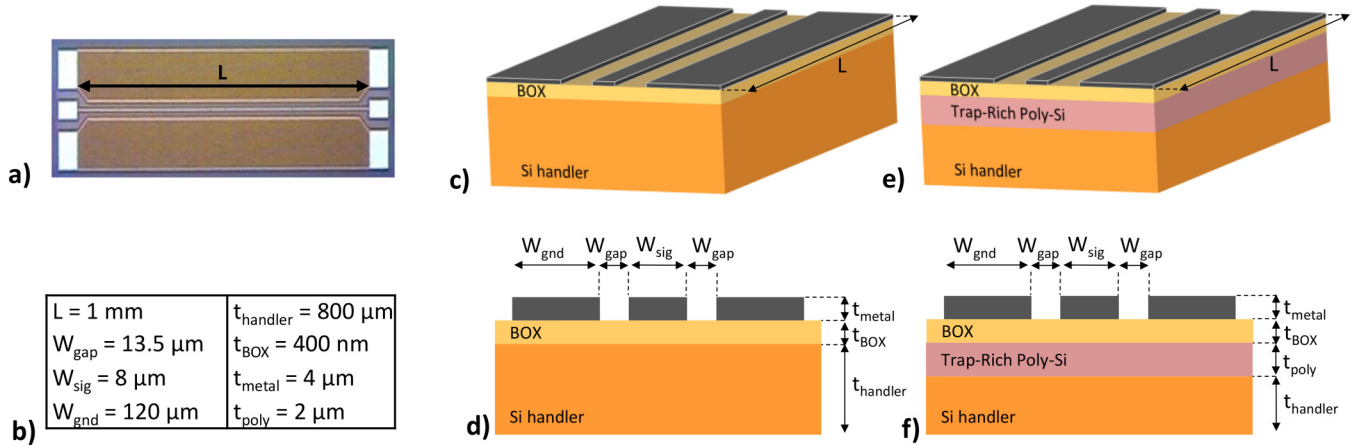 L
a)
L = 1 mm
W_gap = 13.5 μm
W_sig = 8 μm
W_gnd = 120 μm
t_handler = 800 μm
t_BOX = 400 nm
t_metal = 4 μm
t_poly = 2 μm
b)
L
BOX
Si handler
c)
W_gnd W_gap W_sig W_gap
t_metal
BOX
t_BOX
t_handler
Si handler
d)
L
BOX
Trap-Rich Poly-Si
Si handler
e)
W_gnd W_gap W_sig W_gap
t_metal
BOX
t_BOX
Trap-Rich Poly-Si
t_poly
t_handler
Si handler
f)